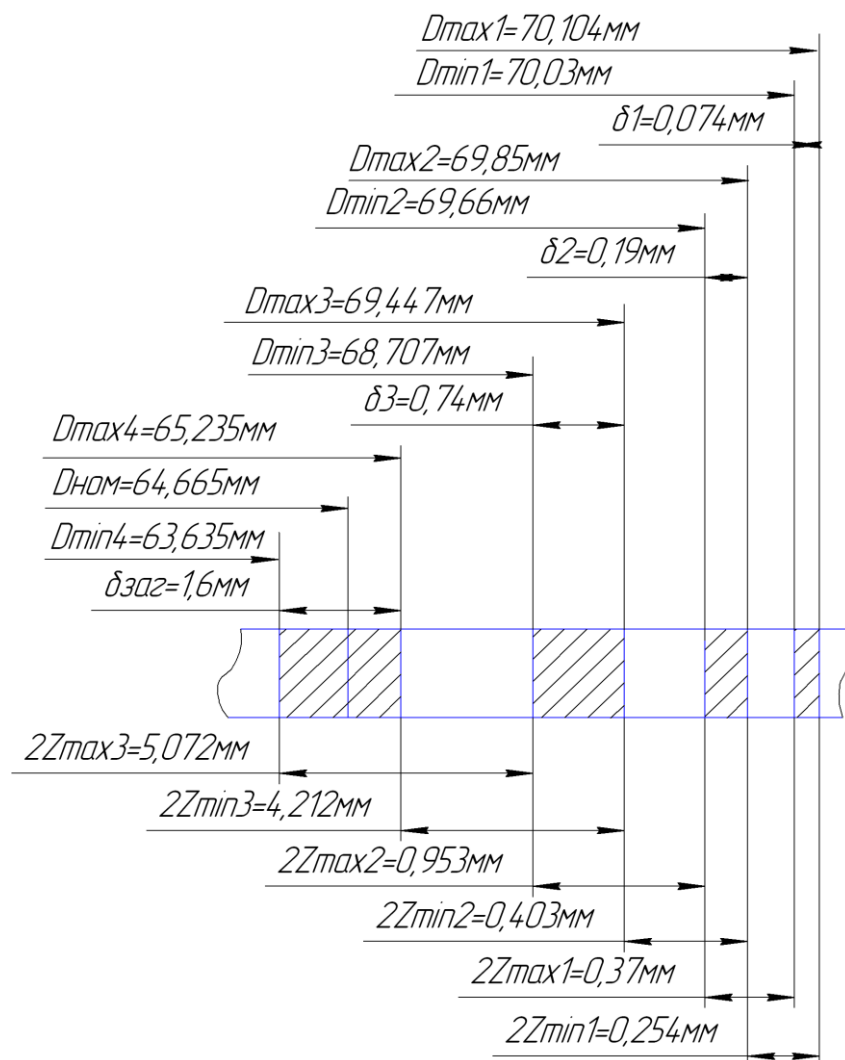 Dmax1=70,104мм
Dmin1=70,03мм
δ1=0,074мм
Dmax2=69,85мм
Dmin2=69,66мм
δ2=0,19мм
Dmax3=69,447мм
Dmin3=68,707мм
δ3=0,74мм
Dmax4=65,235мм
Dном=64,665мм
Dmin4=63,635мм
δзаг=1,6мм
2Zmax3=5,072мм
2Zmin3=4,212мм
2Zmax2=0,953мм
2Zmin2=0,403мм
2Zmax1=0,37мм
2Zmin1=0,254мм